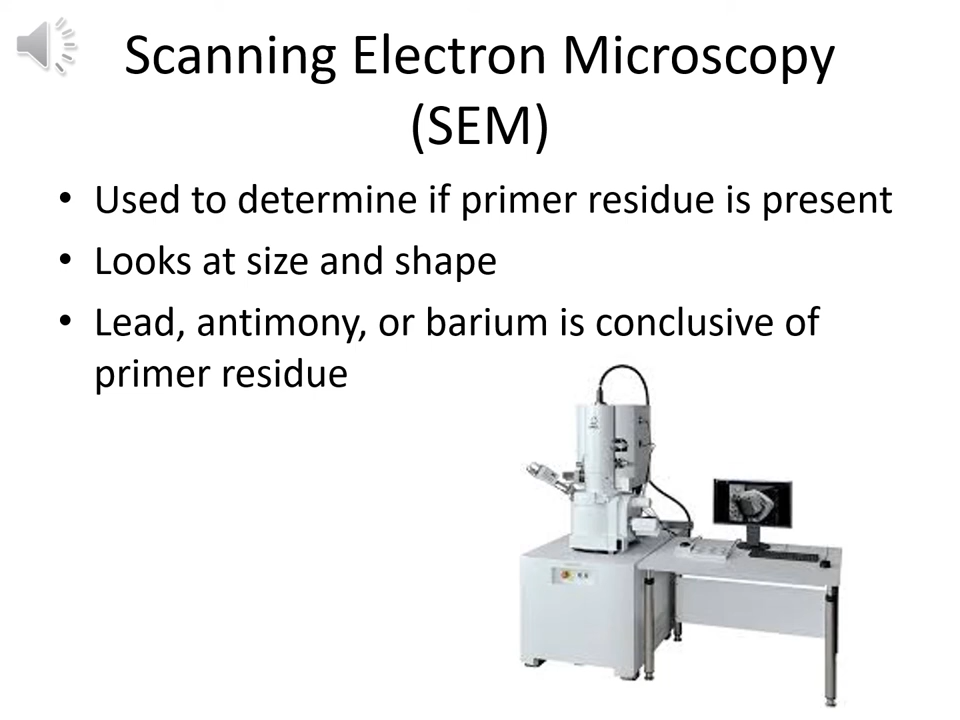 Scanning Electron Microscopy
(SEM)
• Used to determine if primer residue is present
• Looks at size and shape
• Lead, antimony, or barium is conclusive of
primer residue